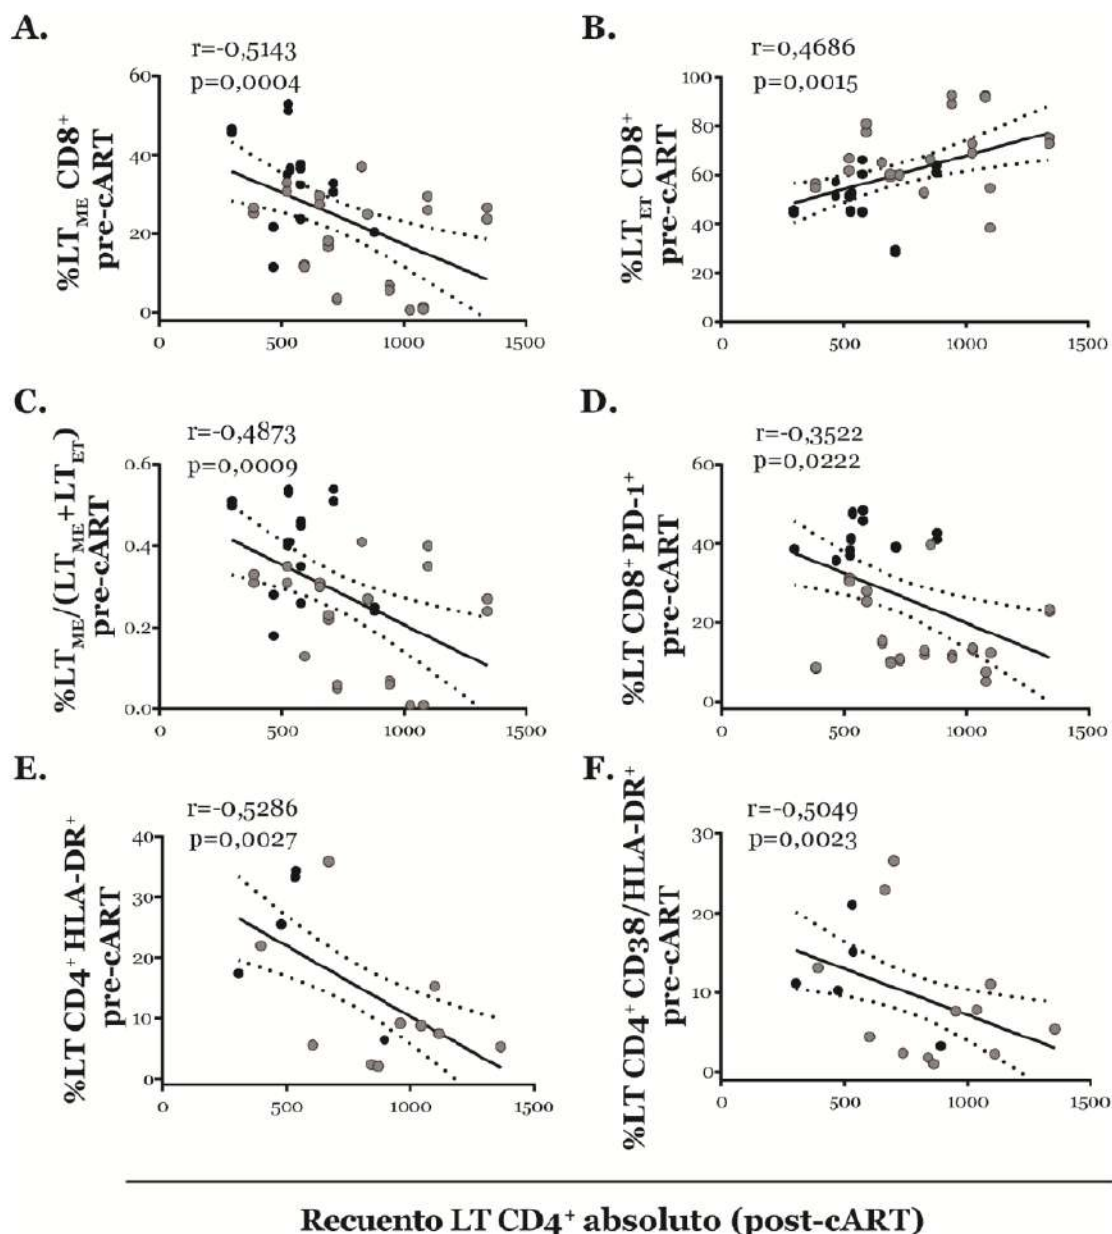 A.
r=-0,5143
p=0,0004
%LT_ME CD8⁺
pre-cART
60
40
20
0
0 500 1000 1500
B.
r=0,4686
p=0,0015
%LT_ET CD8⁺
pre-cART
100
80
60
40
20
0
0 500 1000 1500
C.
r=-0,4873
p=0,0009
%LT_ME/(LT_ME+LT_ET)
pre-cART
0.6
0.4
0.2
0.0
0 500 1000 1500
D.
r=-0,3522
p=0,0222
%LT CD8⁺ PD-1⁺
pre-cART
60
40
20
0
0 500 1000 1500
E.
r=-0,5286
p=0,0027
%LT CD4⁺ HLA-DR⁺
pre-cART
40
30
20
10
0
0 500 1000 1500
F.
r=-0,5049
p=0,0023
%LT CD4⁺ CD38/HLA-DR⁺
pre-cART
30
20
10
0
0 500 1000 1500
Recuento LT CD4⁺ absoluto (post-cART)